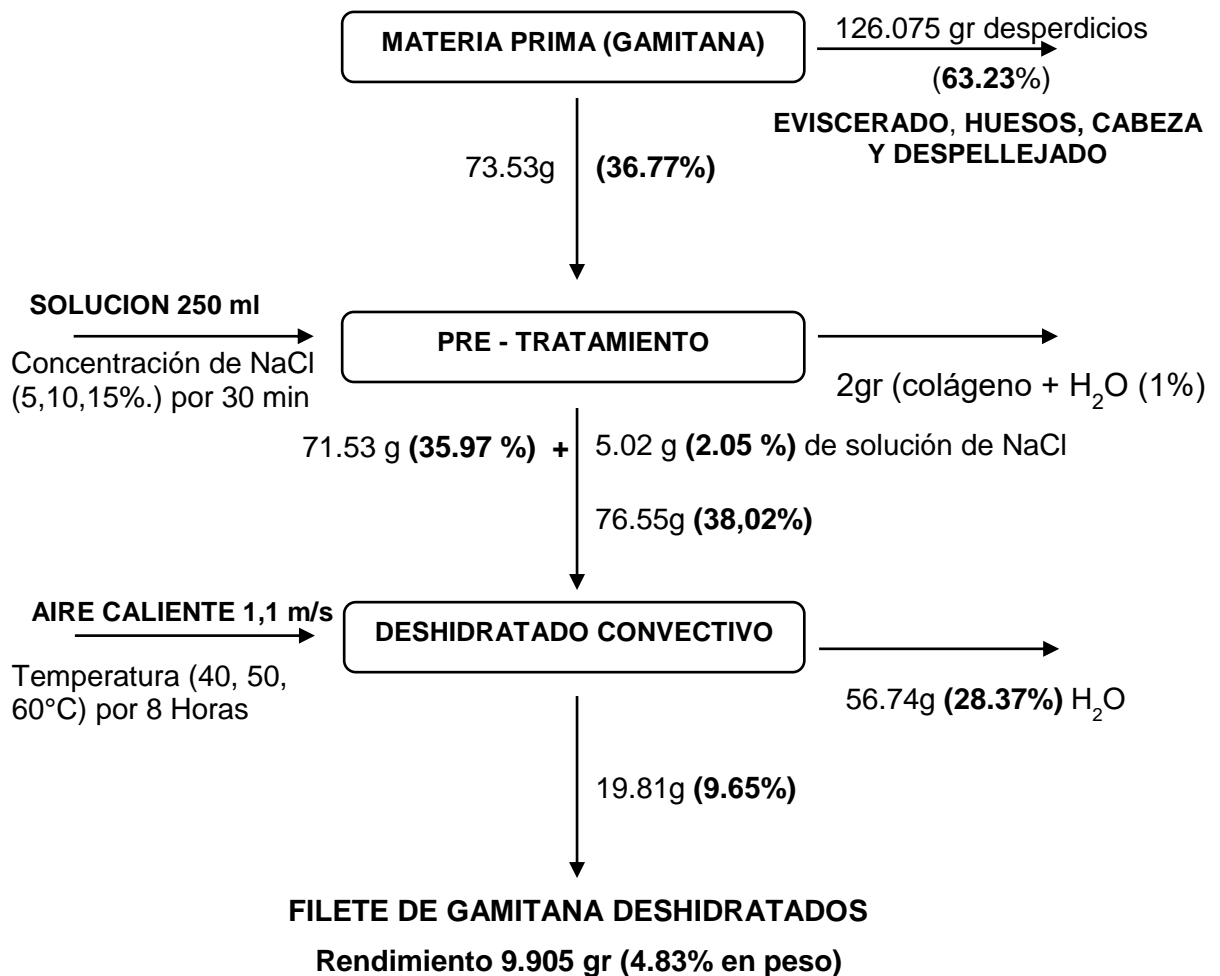 MATERIA PRIMA (GAMITANA)
126.075 gr desperdicios
(63.23%)
EVISCERADO, HUESOS, CABEZA
Y DESPELLEJADO
73.53g (36.77%)
SOLUCION 250 ml
Concentración de NaCl
(5,10,15%.) por 30 min
PRE - TRATAMIENTO
2gr (colágeno + H₂O (1%)
71.53 g (35.97 %) + 5.02 g (2.05 %) de solución de NaCl
76.55g (38,02%)
AIRE CALIENTE 1,1 m/s
Temperatura (40, 50,
60°C) por 8 Horas
DESHIDRATADO CONVECTIVO
56.74g (28.37%) H₂O
19.81g (9.65%)
FILETE DE GAMITANA DESHIDRATADOS
Rendimiento 9.905 gr (4.83% en peso)